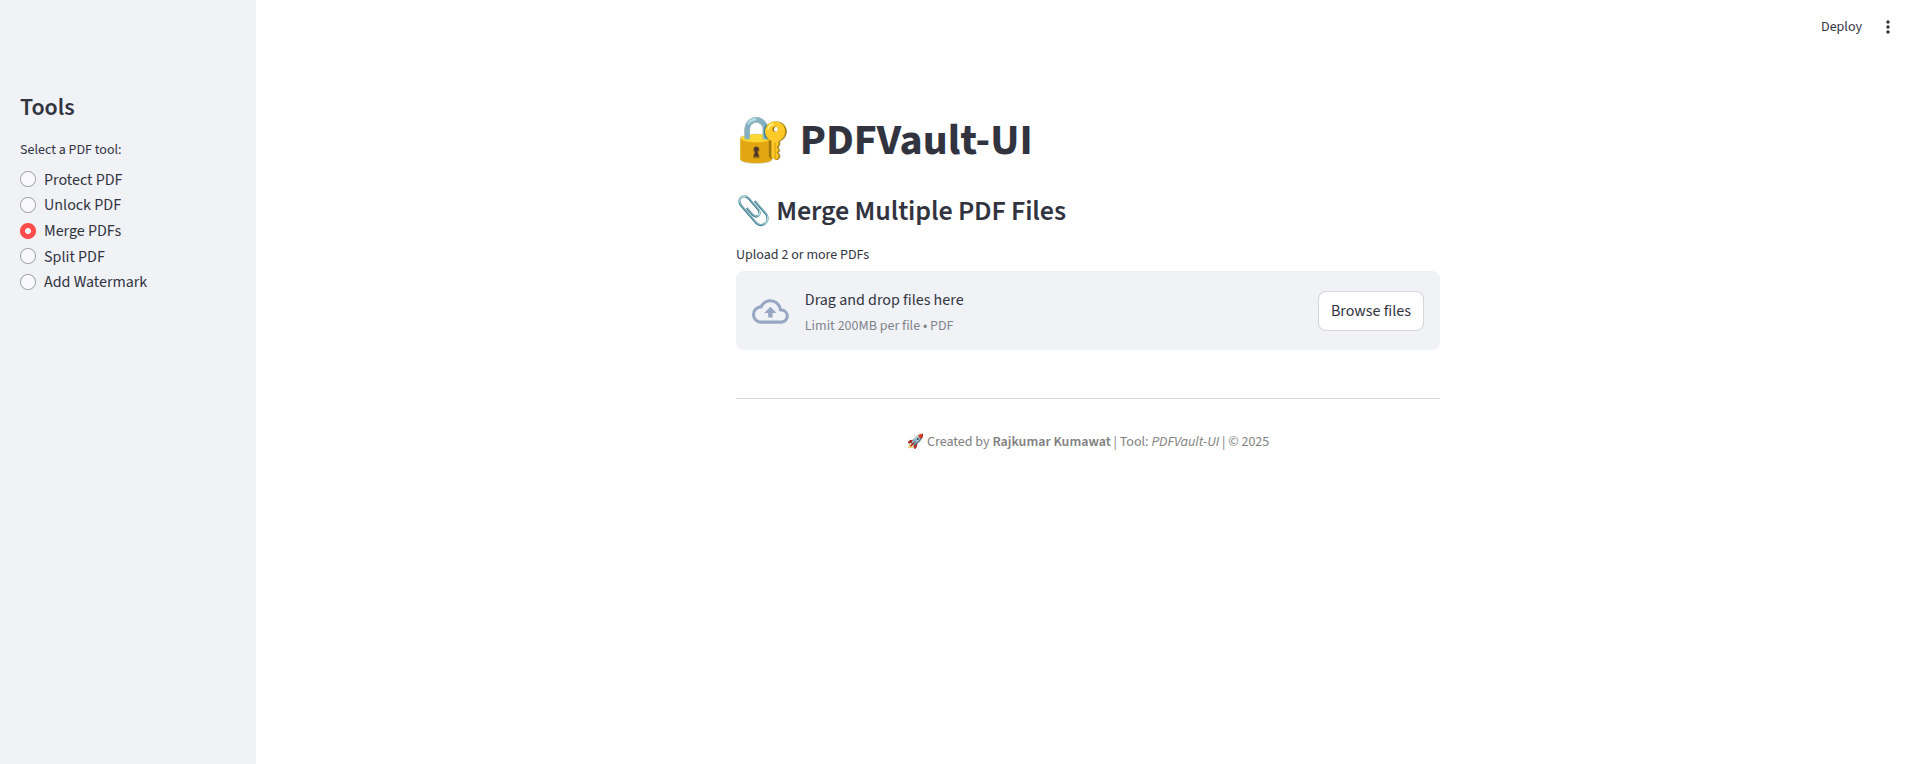 Deploy
Tools
Select a PDF tool:
Protect PDF
Unlock PDF
Merge PDFs
Split PDF
Add Watermark
🔐 PDFVault-UI
📎 Merge Multiple PDF Files
Upload 2 or more PDFs
Drag and drop files here
Limit 200MB per file • PDF
Browse files
🚀 Created by Rajkumar Kumawat | Tool: PDFVault-UI | © 2025